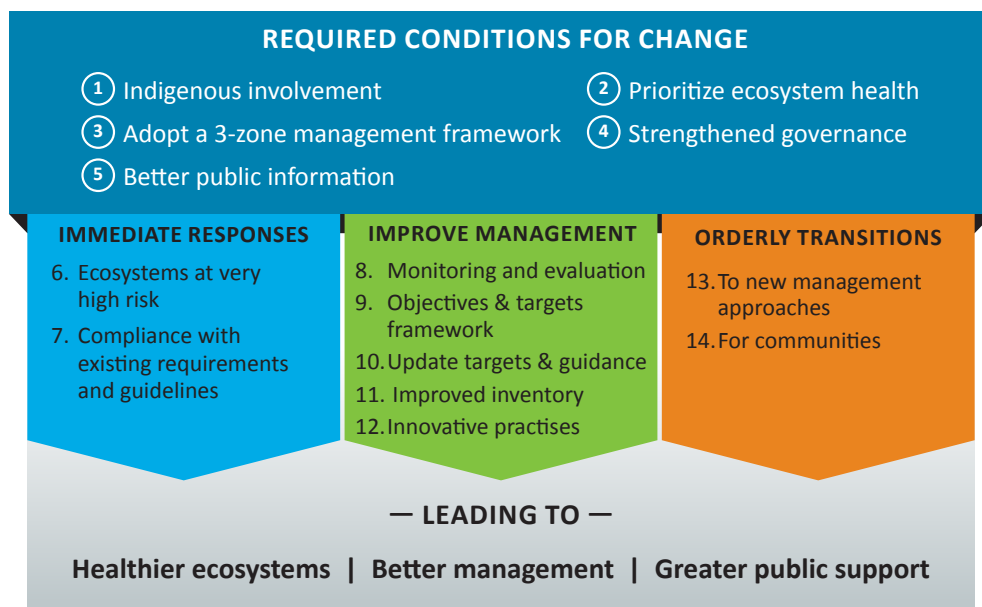 REQUIRED CONDITIONS FOR CHANGE
1 Indigenous involvement
2 Prioritize ecosystem health
3 Adopt a 3-zone management framework
4 Strengthened governance
5 Better public information
IMMEDIATE RESPONSES
6. Ecosystems at very
high risk
7. Compliance with
existing requirements
and guidelines
IMPROVE MANAGEMENT
8. Monitoring and evaluation
9. Objectives & targets
framework
10. Update targets & guidance
11. Improved inventory
12. Innovative practises
ORDERLY TRANSITIONS
13. To new management
approaches
14. For communities
— LEADING TO —
Healthier ecosystems | Better management | Greater public support